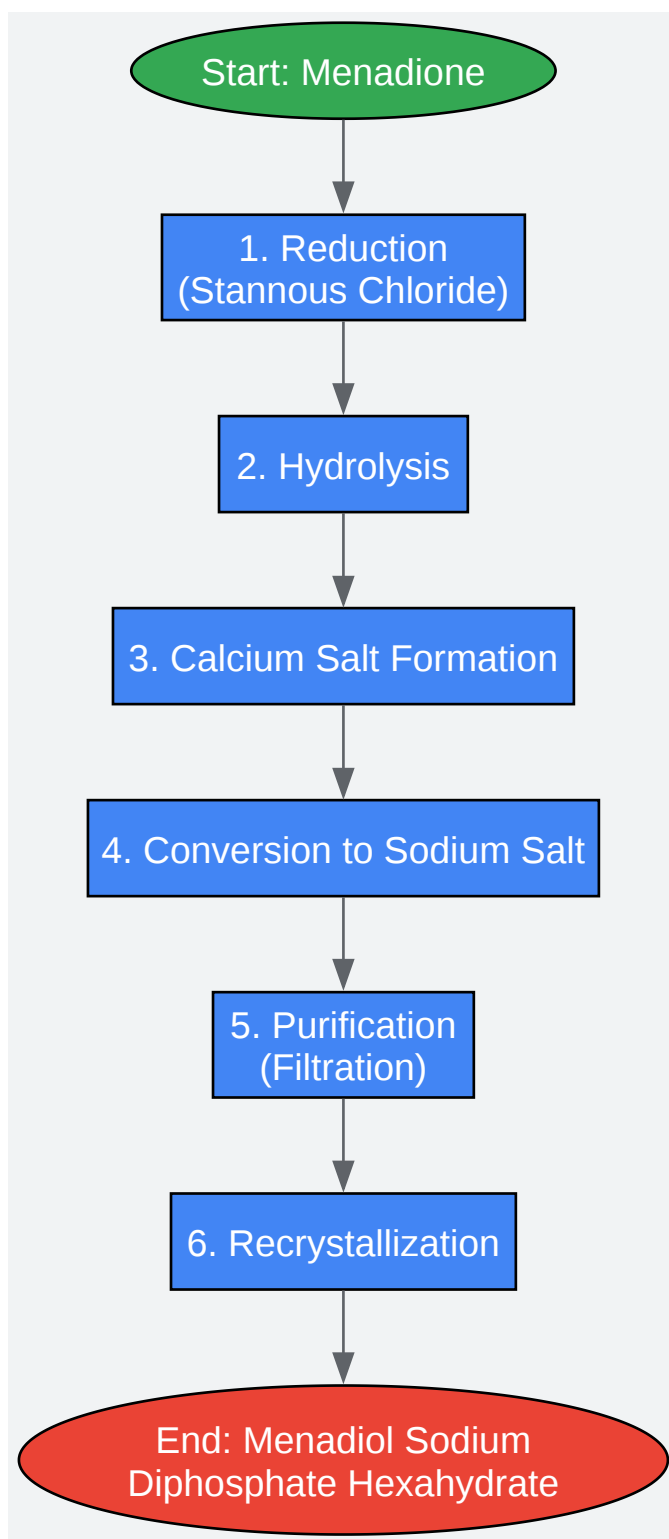 Start: Menadione
1. Reduction
(Stannous Chloride)
2. Hydrolysis
3. Calcium Salt Formation
4. Conversion to Sodium Salt
5. Purification
(Filtration)
6. Recrystallization
End: Menadiol Sodium
Diphosphate Hexahydrate